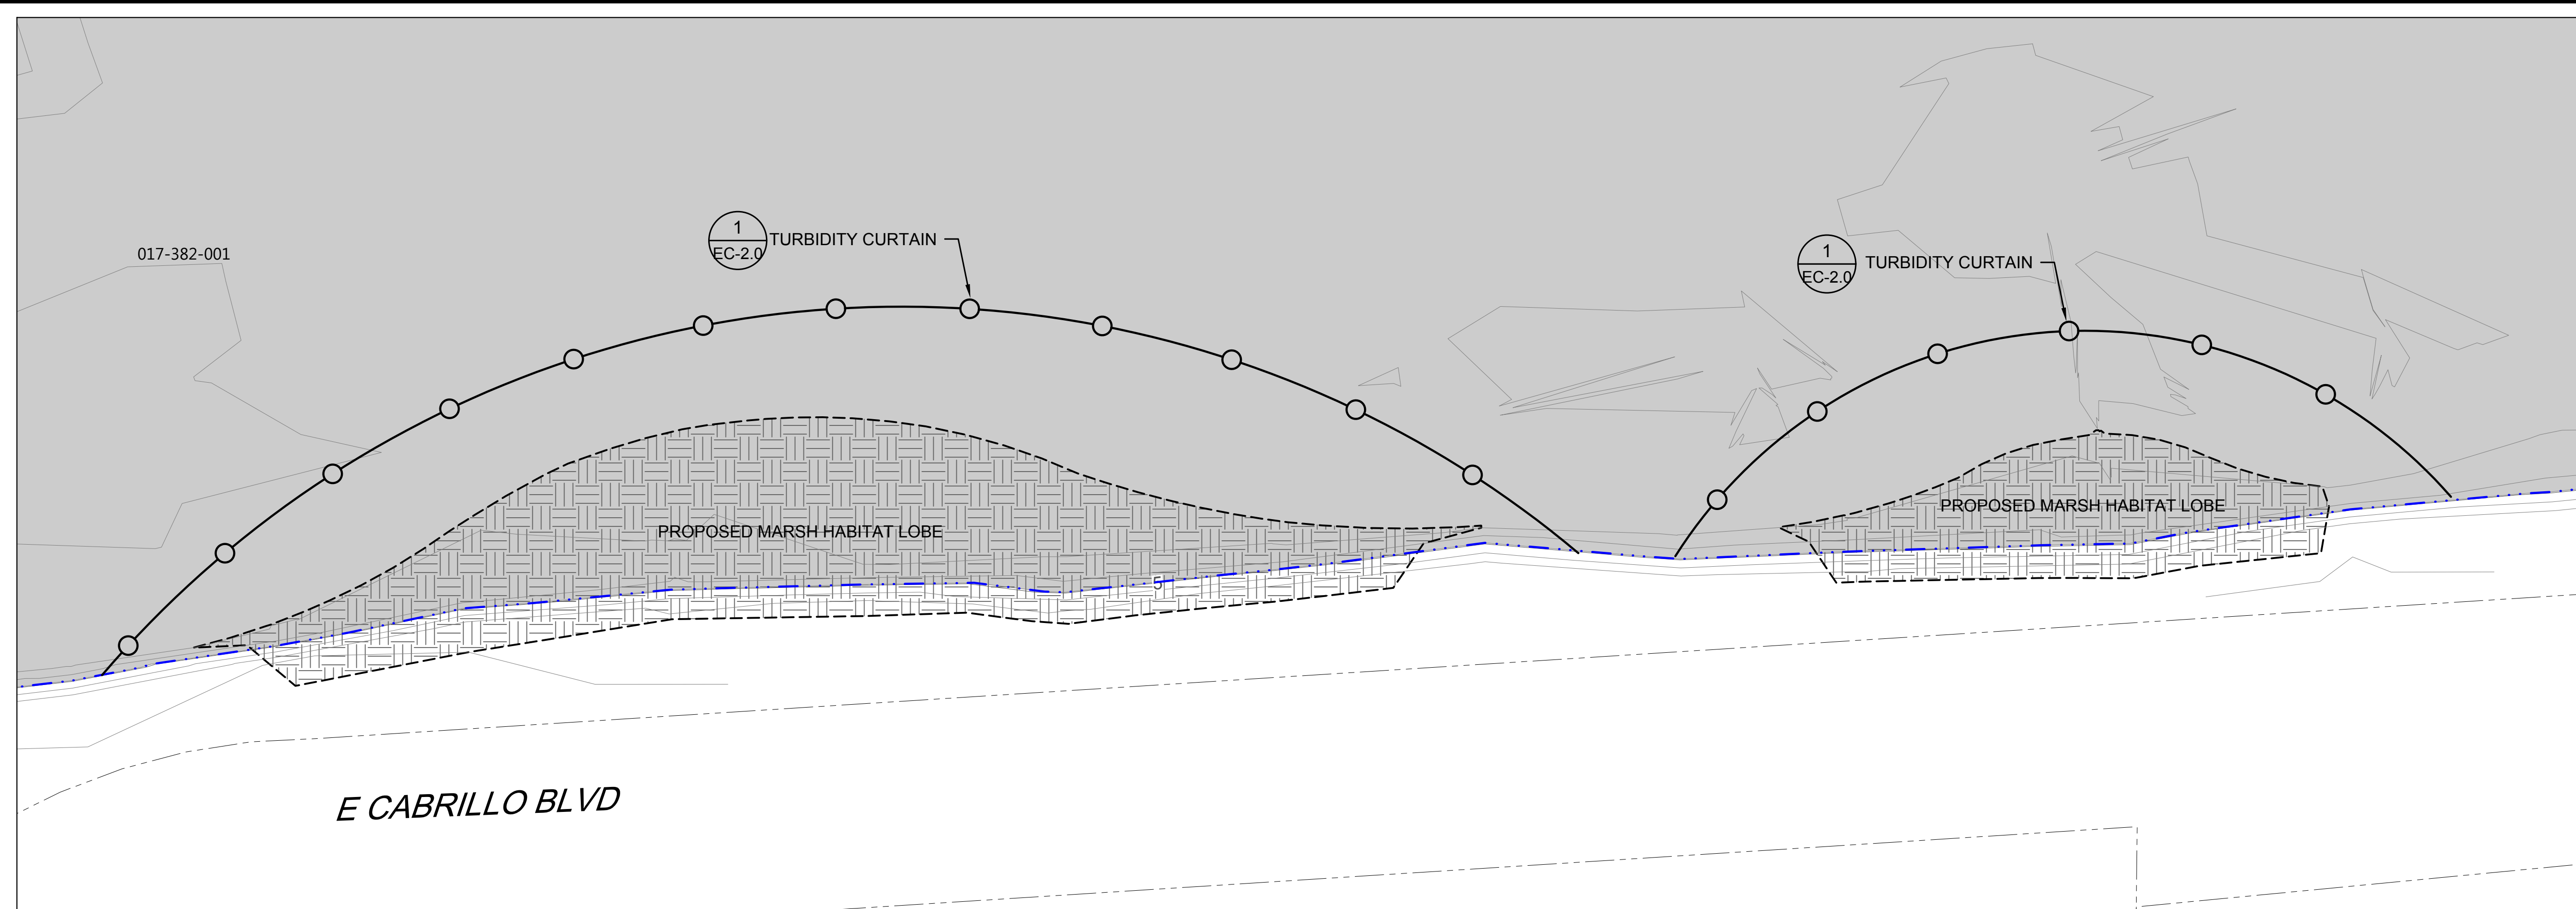 017-382-001
1
EC-2.0
TURBIDITY CURTAIN
1
EC-2.0
TURBIDITY CURTAIN
PROPOSED MARSH HABITAT LOBE
PROPOSED MARSH HABITAT LOBE
5
E CABRILLO BLVD